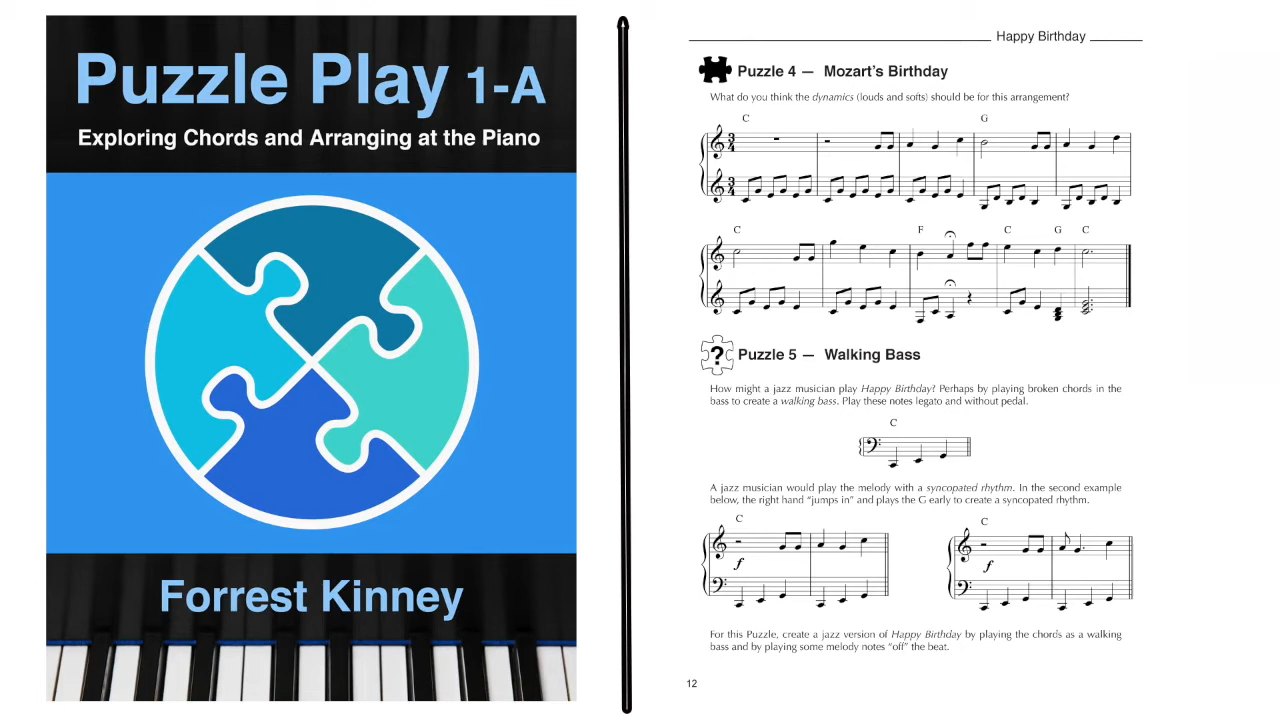 Puzzle Play 1-A
Exploring Chords and Arranging at the Piano
Forrest Kinney
Happy Birthday
Puzzle 4 — Mozart's Birthday
What do you think the dynamics (louds and softs) should be for this arrangement?
C G
C F C G C
? Puzzle 5 — Walking Bass
How might a jazz musician play Happy Birthday? Perhaps by playing broken chords in the
bass to create a walking bass. Play these notes legato and without pedal.
C
A jazz musician would play the melody with a syncopated rhythm. In the second example
below, the right hand “jumps in” and plays the G early to create a syncopated rhythm.
C C
f f
For this Puzzle, create a jazz version of Happy Birthday by playing the chords as a walking
bass and by playing some melody notes “off” the beat.
12